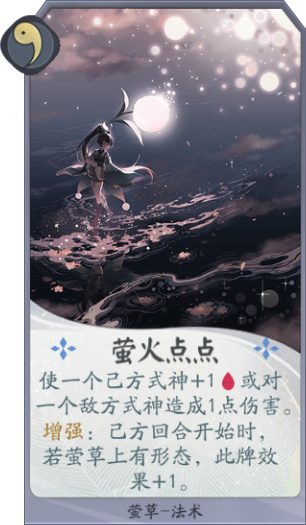 萤火点点
使一个己方式神+1或对
一个敌方式神造成1点伤害。
增强：己方回合开始时，
若萤草上有形态，此牌效
果+1。
萤草-法术